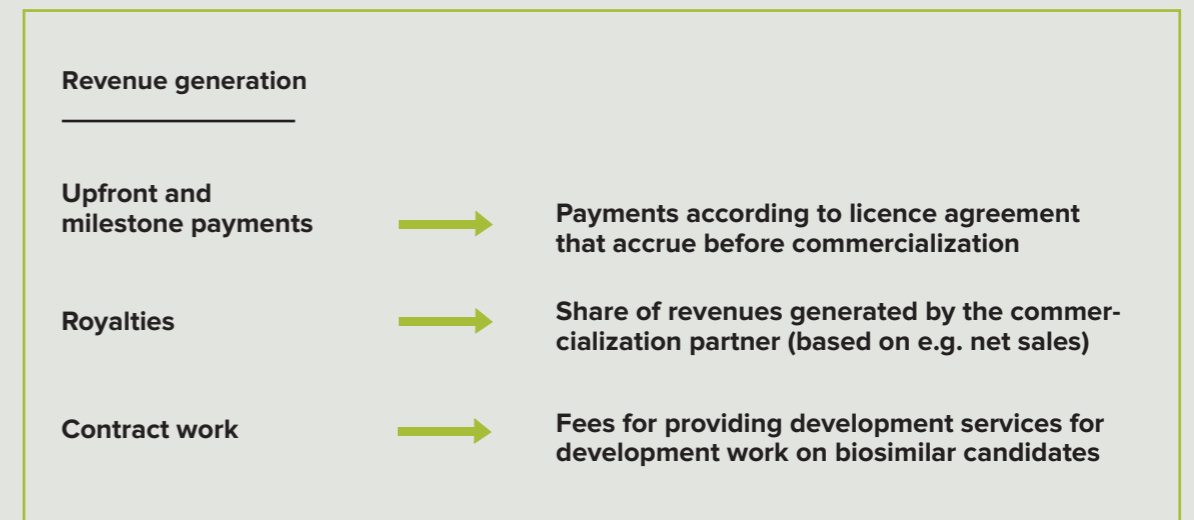 Revenue generation
Upfront and
milestone payments
Payments according to licence agreement
that accrue before commercialization
Royalties
Share of revenues generated by the commer-
cialization partner (based on e.g. net sales)
Contract work
Fees for providing development services for
development work on biosimilar candidates